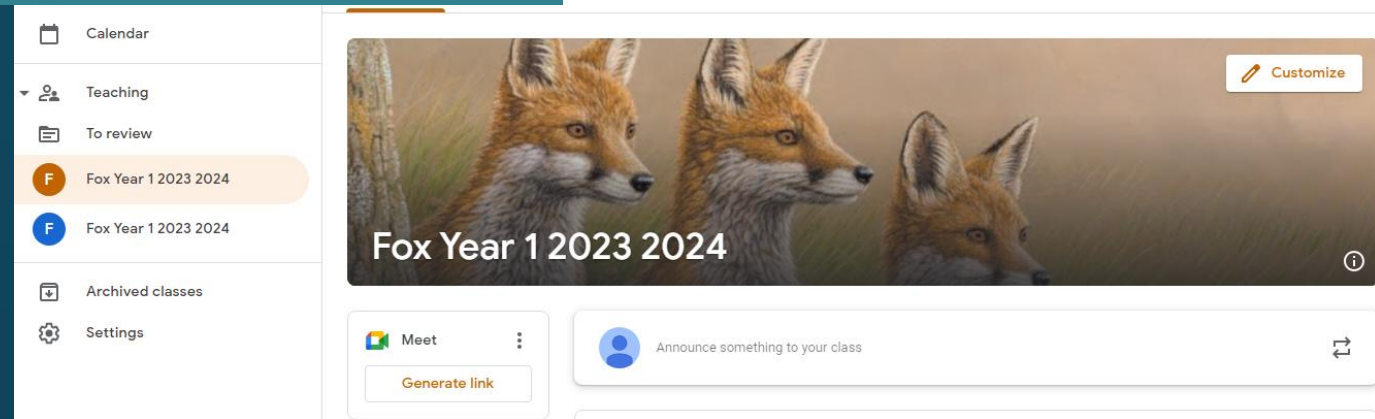 Calendar
Teaching
To review
F Fox Year 1 2023 2024
F Fox Year 1 2023 2024
Archived classes
Settings
Customize
Fox Year 1 2023 2024
Meet
Generate link
Announce something to your class